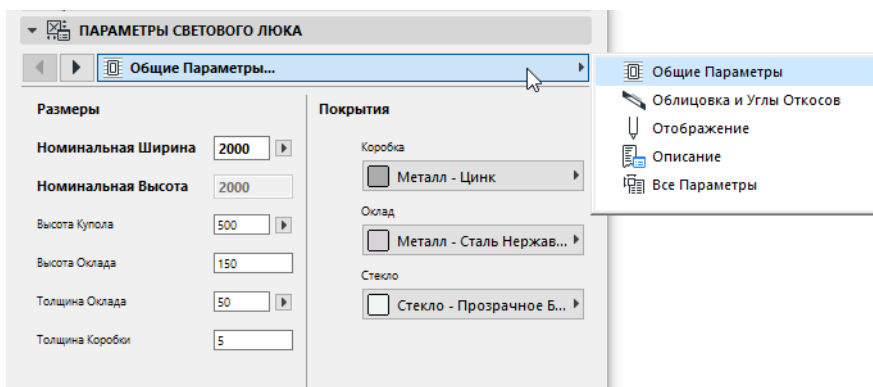 ПАРАМЕТРЫ СВЕТОВОГО ЛЮКА
Общие Параметры...
Размеры
Номинальная Ширина 2000
Номинальная Высота 2000
Высота Купола 500
Высота Оклада 150
Толщина Оклада 50
Толщина Коробки 5
Покрытия
Коробка
Металл - Цинк
Оклад
Металл - Сталь Нержав...
Стекло
Стекло - Прозрачное Б...
Общие Параметры
Облицовка и Углы Откосов
Отображение
Описание
Все Параметры